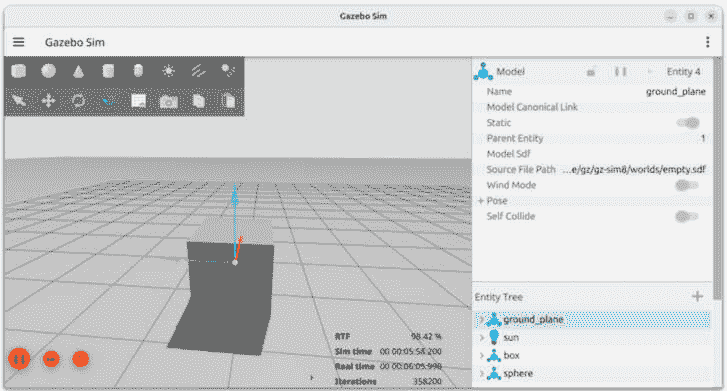 Gazebo Sim
Gazebo Sim
Model Entity 4
Name ground_plane
Model Canonical Link
Static
Parent Entity 1
Model Sdf
Source File Path ...e/gz/gz-sim8/worlds/empty.sdf
Wind Mode
Pose
Self Collide
Entity Tree
ground_plane
sun
box
sphere
RTF 98.42 %
Sim time 00 00:05:58.200
Real time 00 00:06:05.998
Iterations 358200